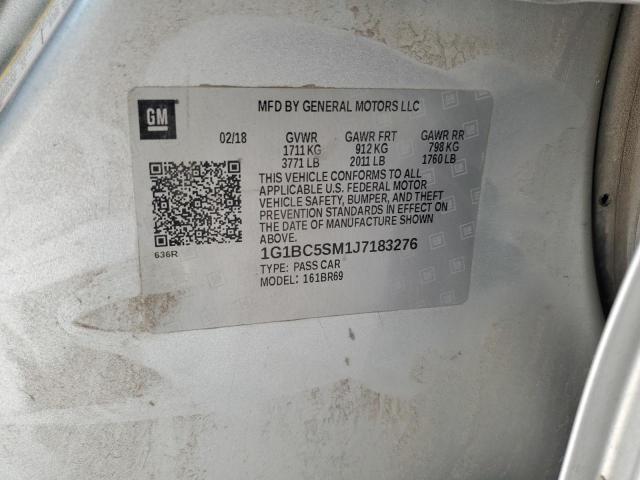 GM
MFD BY GENERAL MOTORS LLC
02/18 GVWR GAWR FRT GAWR RR
1711 KG 912 KG 798 KG
3771 LB 2011 LB 1760 LB
THIS VEHICLE CONFORMS TO ALL
APPLICABLE U.S. FEDERAL MOTOR
VEHICLE SAFETY, BUMPER, AND THEFT
PREVENTION STANDARDS IN EFFECT ON
THE DATE OF MANUFACTURE SHOWN
ABOVE.
636R
1G1BC5SM1J7183276
TYPE: PASS CAR
MODEL: 161BR69